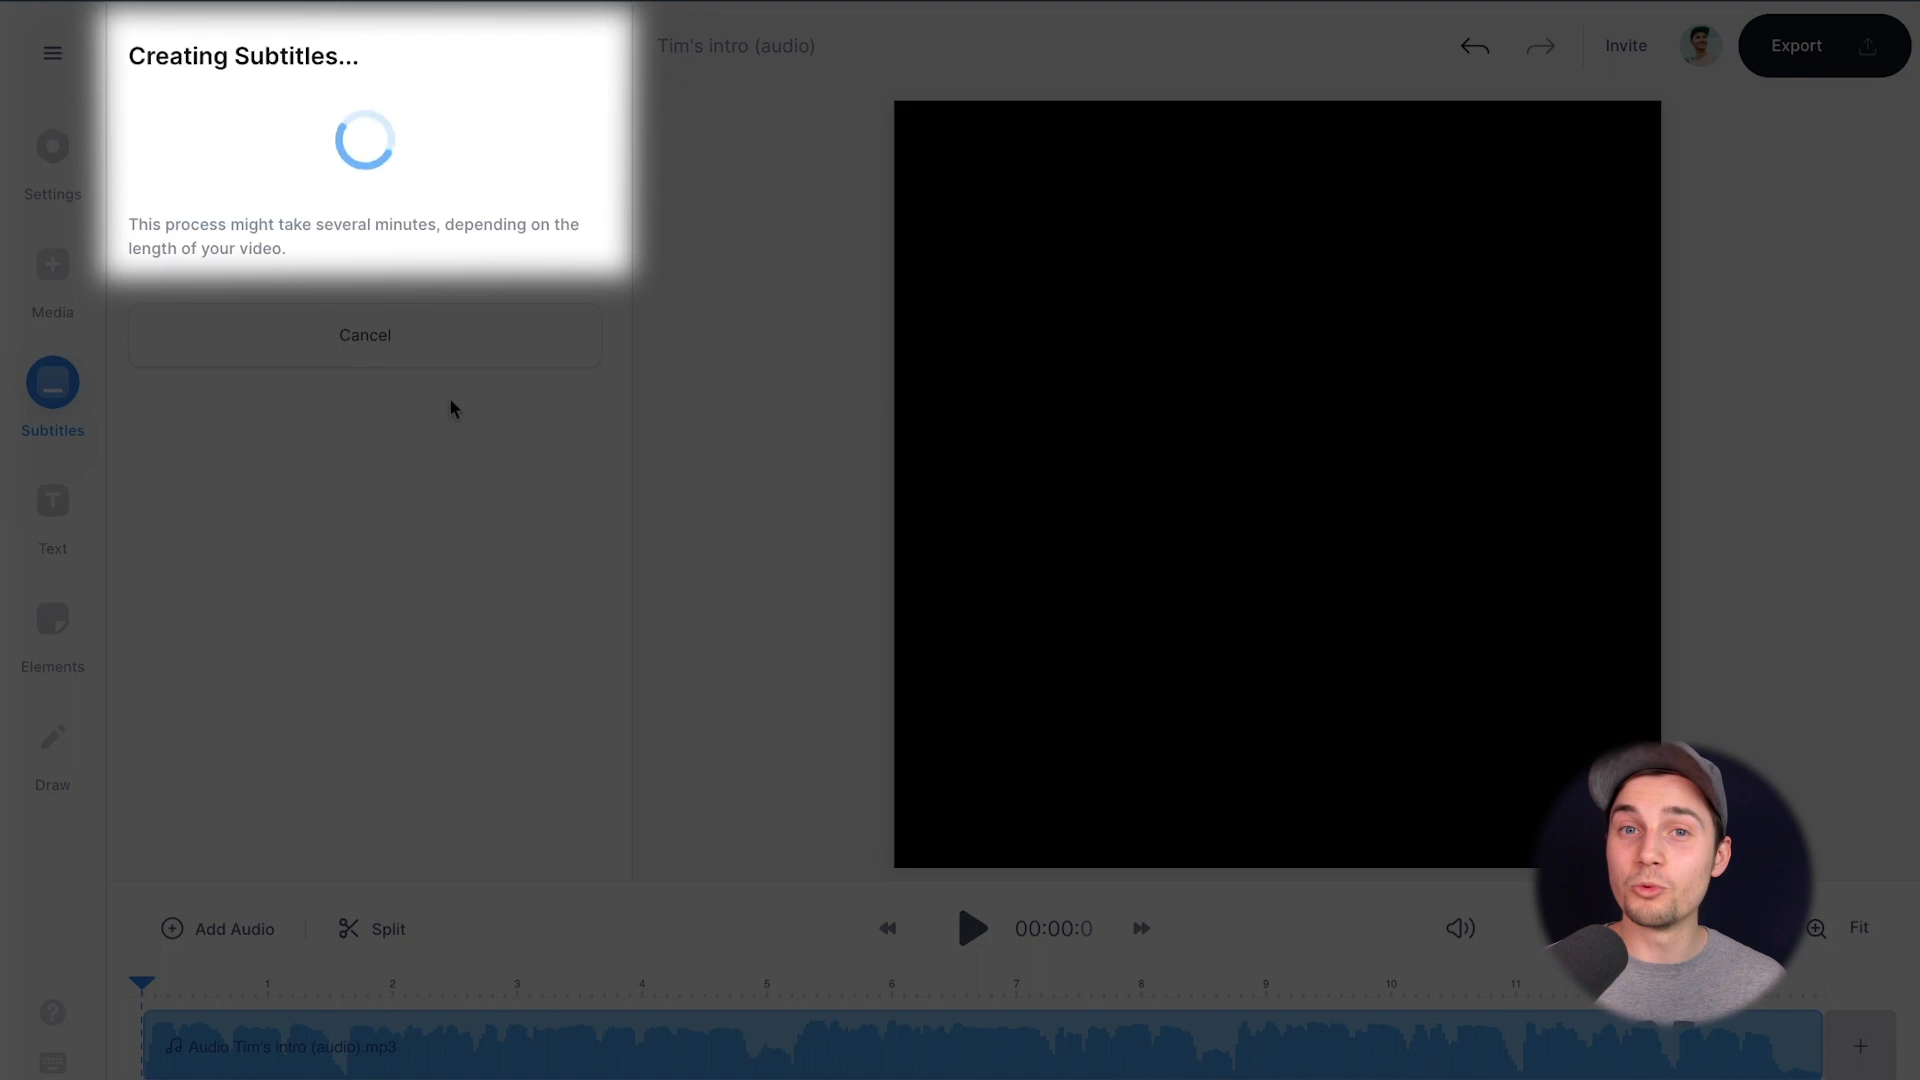 Creating Subtitles...
Tim's intro (audio)
Invite
Export
Settings
This process might take several minutes, depending on the
length of your video.
Media
Cancel
Subtitles
Text
Elements
Draw
Add Audio
Split
00:00:0
Fit
1 2 3 4 5 6 7 8 9 10 11
Audio Tim's intro (audio).mp3